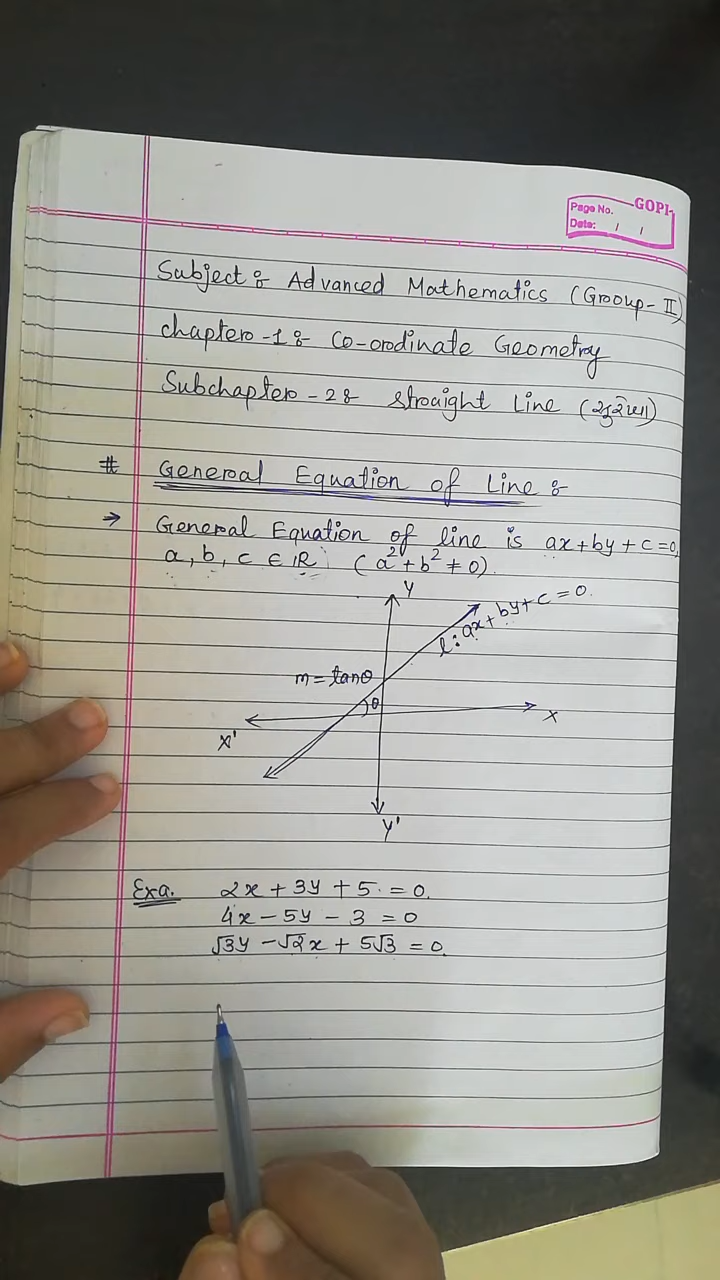 GOPI
Page No.
Date: / /
Subject : Advanced Mathematics (Group-II)
chapter-1 : Co-ordinate Geometry
Subchapter-2 : straight Line (સુરેખા)
# General Equation of Line :
→ General Equation of line is ax+by+c=0,
a, b, c ∈ IR (a²+b² ≠ 0).
Y
l: ax+by+c=0.
m = tanθ
θ
X
X'
Y'
Exa. 2x + 3y + 5 = 0.
4x - 5y - 3 = 0
√3y - √2x + 5√3 = 0.